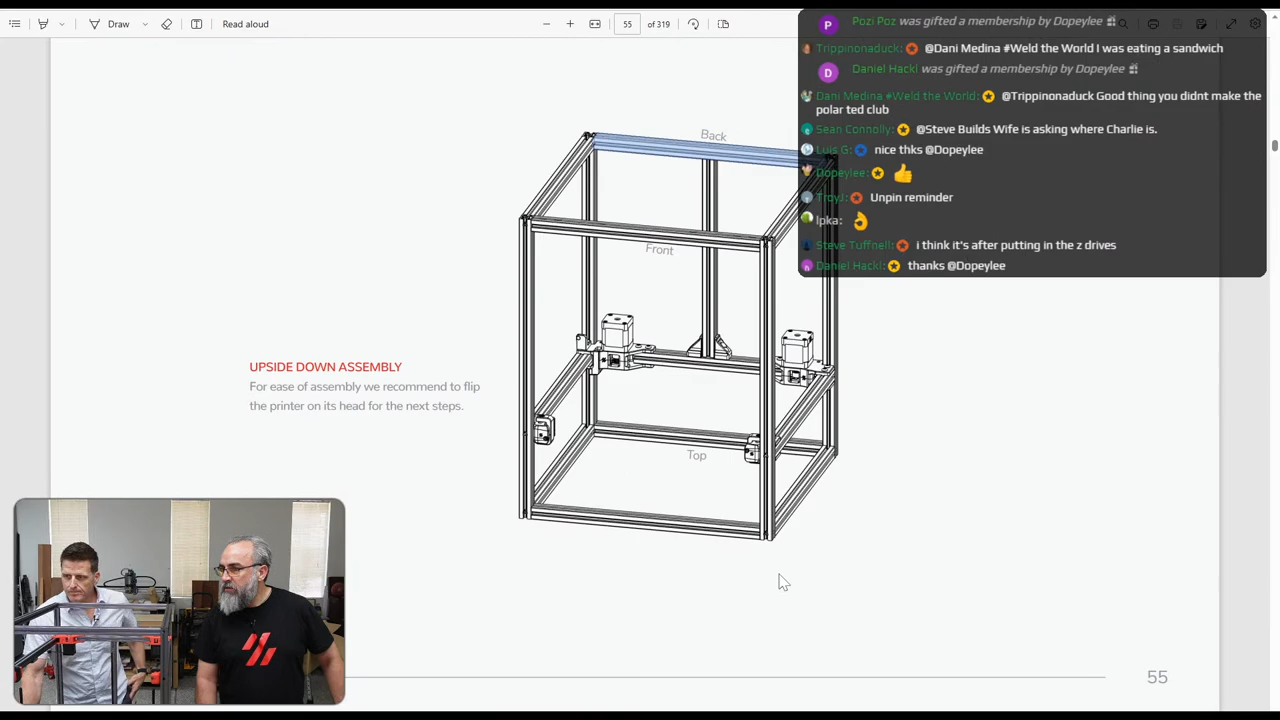 Draw
Read aloud
55 of 319
Pozi Poz was gifted a membership by Dopeylee
Trippinonaduck: @Dani Medina #Weld the World I was eating a sandwich
Daniel Hackl was gifted a membership by Dopeylee
Dani Medina #Weld the World: @Trippinonaduck Good thing you didnt make the
polar ted club
Sean Connolly: @Steve Builds Wife is asking where Charlie is.
Luis G: nice thks @Dopeylee
Dopeylee:
TroyJ: Unpin reminder
lpka:
Steve Tuffnell: i think it's after putting in the z drives
Daniel Hackl: thanks @Dopeylee
Back
Front
UPSIDE DOWN ASSEMBLY
For ease of assembly we recommend to flip
the printer on its head for the next steps.
Top
55